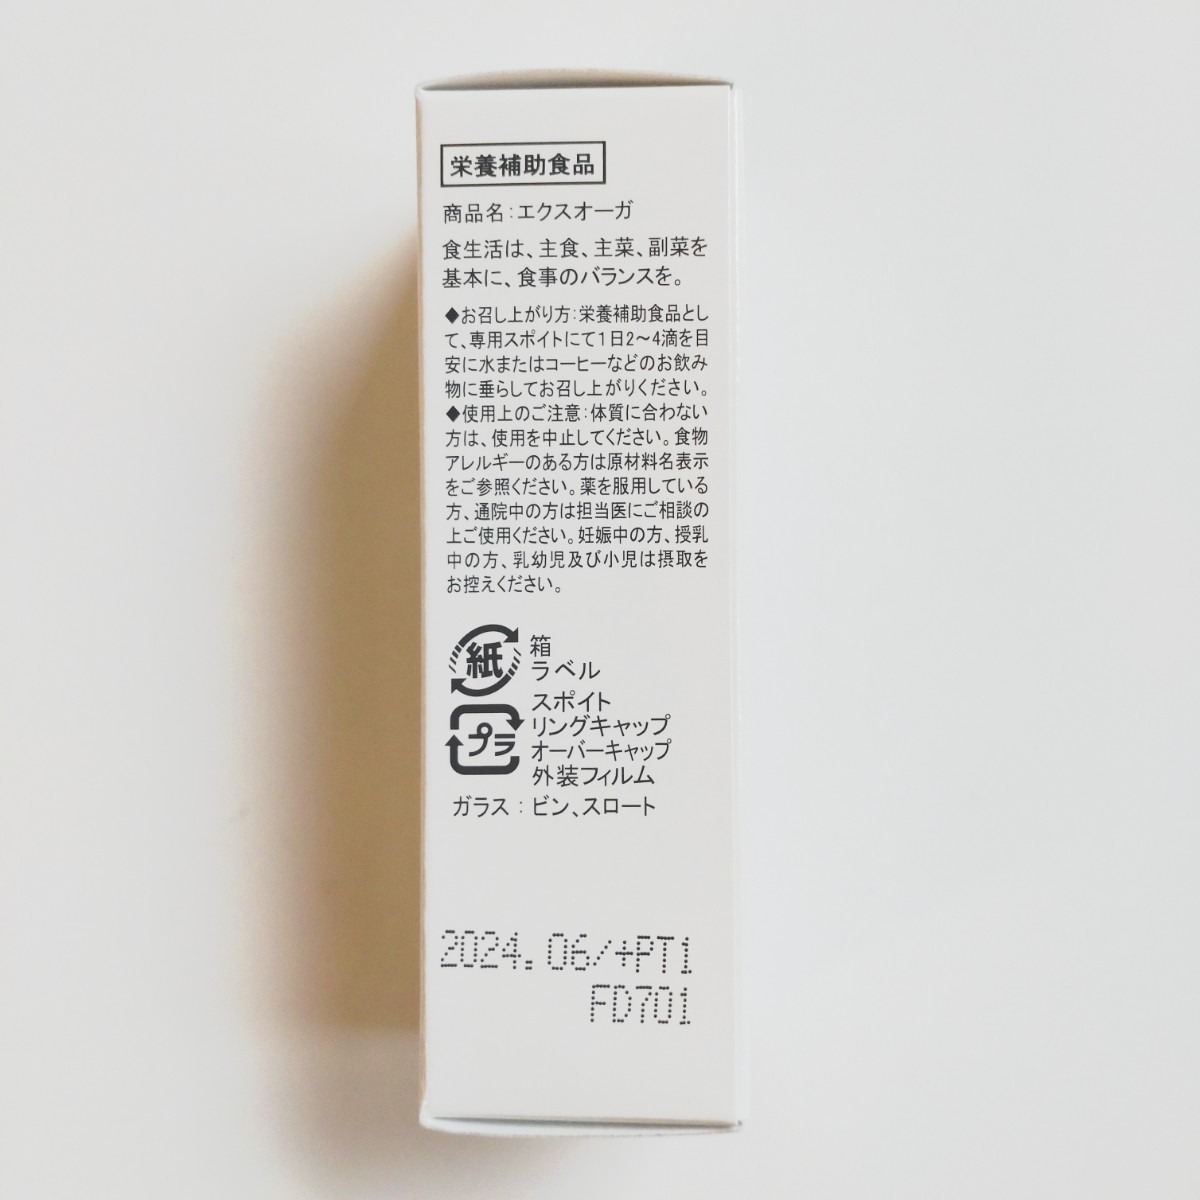 栄養補助食品
商品名:エクスオーガ
食生活は、主食、主菜、副菜を
基本に、食事のバランスを。
◆お召し上がり方:栄養補助食品とし
て、専用スポイトにて1日2〜4滴を目
安に水またはコーヒーなどのお飲み
物に垂らしてお召し上がりください。
◆使用上のご注意:体質に合わない
方は、使用を中止してください。食物
アレルギーのある方は原材料名表示
をご参照ください。薬を服用している
方、通院中の方は担当医にご相談の
上ご使用ください。妊娠中の方、授乳
中の方、乳幼児及び小児は摂取を
お控えください。
紙 箱
ラベル
プラ スポイト
リングキャップ
オーバーキャップ
外装フィルム
ガラス:ビン、スロート
2024.06/+PT1
FD701